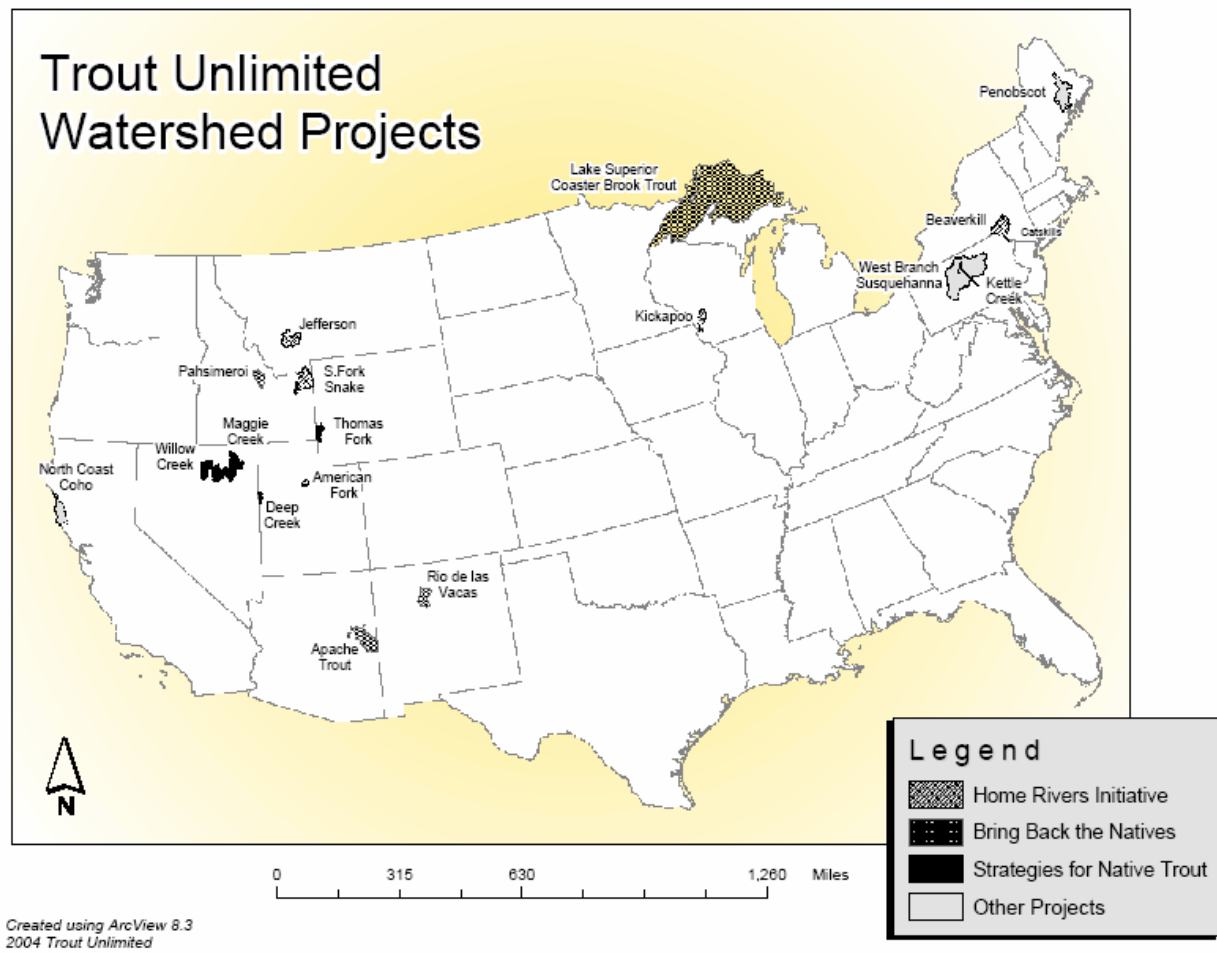 Trout Unlimited
Watershed Projects
Penobscot
Lake Superior
Coaster Brook Trout
Beaverkill
Catskills
West Branch
Susquehanna
Kettle
Creek
Kickapoo
Jefferson
Pahsimeroi
S.Fork
Snake
Maggie
Creek
Thomas
Fork
Willow
Creek
North Coast
Coho
American
Fork
Deep
Creek
Rio de las
Vacas
Apache
Trout
N
Legend
Home Rivers Initiative
Bring Back the Natives
Strategies for Native Trout
Other Projects
0 315 630 1,260 Miles
Created using ArcView 8.3
2004 Trout Unlimited